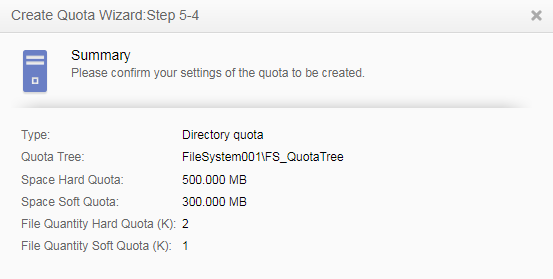 Create Quota Wizard:Step 5-4
Summary
Please confirm your settings of the quota to be created.
Type: Directory quota
Quota Tree: FileSystem001\FS_QuotaTree
Space Hard Quota: 500.000 MB
Space Soft Quota: 300.000 MB
File Quantity Hard Quota (K): 2
File Quantity Soft Quota (K): 1